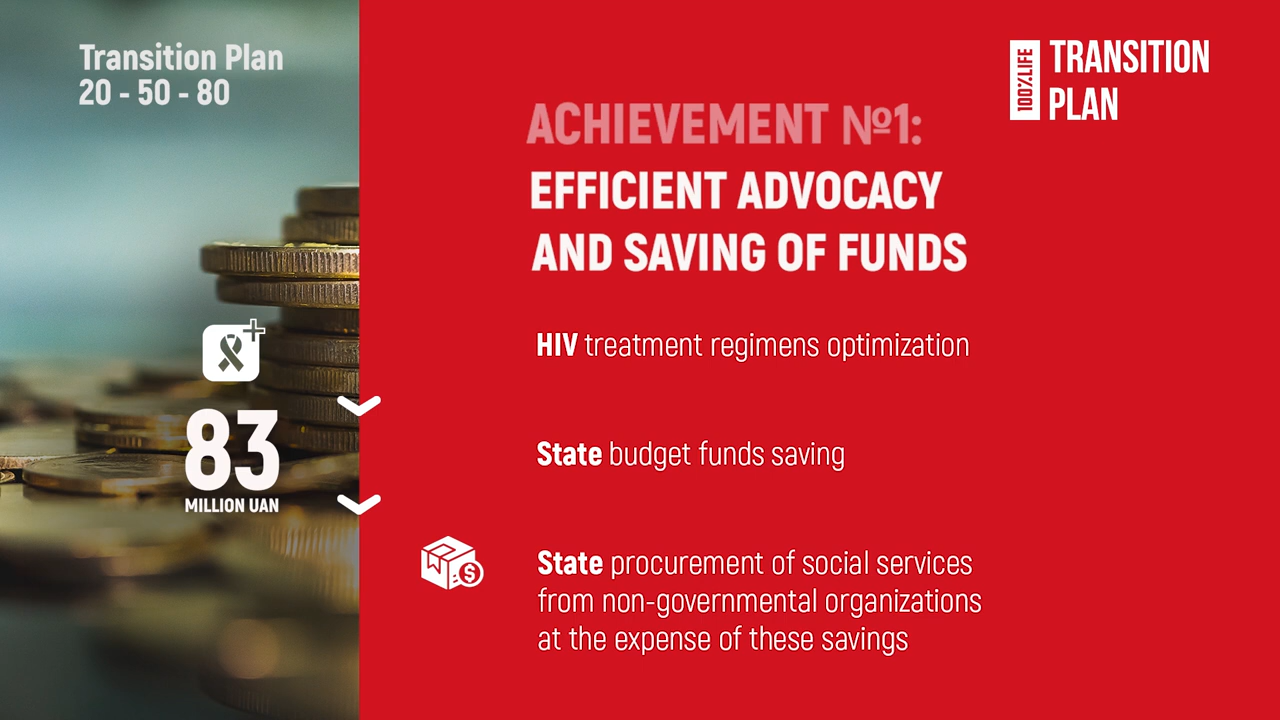 Transition Plan
20 - 50 - 80
100%LIFE
TRANSITION
PLAN
ACHIEVEMENT №1:
EFFICIENT ADVOCACY
AND SAVING OF FUNDS
HIV treatment regimens optimization
83
MILLION UAN
State budget funds saving
State procurement of social services
from non-governmental organizations
at the expense of these savings